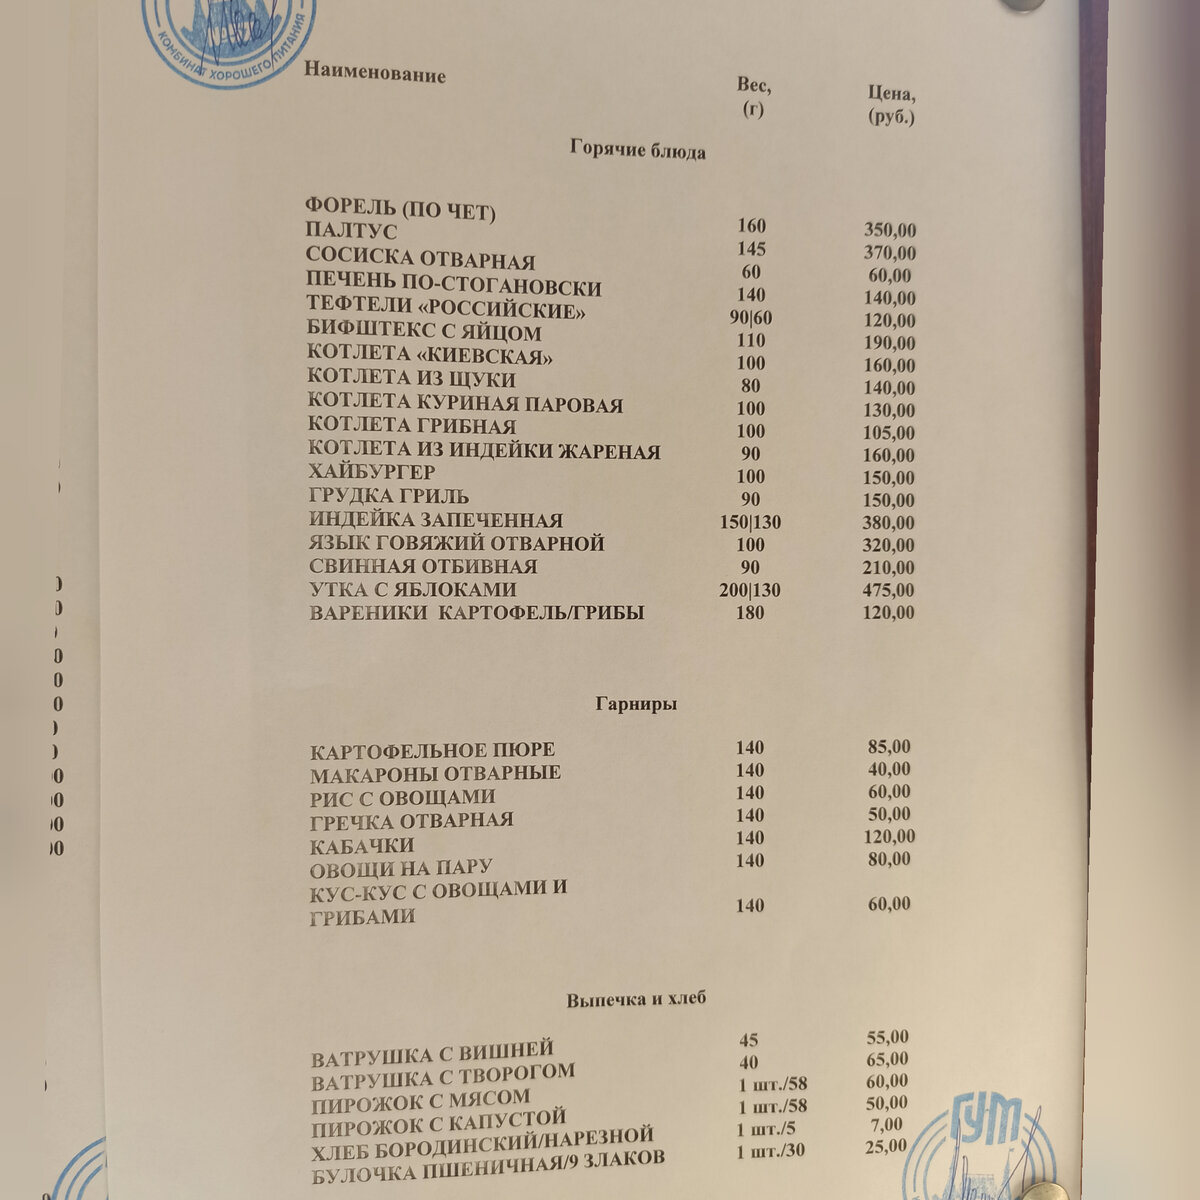 КОМБИНАТ ХОРОШЕГО ПИТАНИЯ
Наименование Вес, (г) Цена, (руб.)
Горячие блюда
ФОРЕЛЬ (ПО ЧЕТ) 160 350,00
ПАЛТУС 145 370,00
СОСИСКА ОТВАРНАЯ 60 60,00
ПЕЧЕНЬ ПО-СТОГАНОВСКИ 140 140,00
ТЕФТЕЛИ «РОССИЙСКИЕ» 90|60 120,00
БИФШТЕКС С ЯЙЦОМ 110 190,00
КОТЛЕТА «КИЕВСКАЯ» 100 160,00
КОТЛЕТА ИЗ ЩУКИ 80 140,00
КОТЛЕТА КУРИНАЯ ПАРОВАЯ 100 130,00
КОТЛЕТА ГРИБНАЯ 100 105,00
КОТЛЕТА ИЗ ИНДЕЙКИ ЖАРЕНАЯ 90 160,00
ХАЙБУРГЕР 100 150,00
ГРУДКА ГРИЛЬ 90 150,00
ИНДЕЙКА ЗАПЕЧЕННАЯ 150|130 380,00
ЯЗЫК ГОВЯЖИЙ ОТВАРНОЙ 100 320,00
СВИННАЯ ОТБИВНАЯ 90 210,00
УТКА С ЯБЛОКАМИ 200|130 475,00
ВАРЕНИКИ КАРТОФЕЛЬ/ГРИБЫ 180 120,00
Гарниры
КАРТОФЕЛЬНОЕ ПЮРЕ 140 85,00
МАКАРОНЫ ОТВАРНЫЕ 140 40,00
РИС С ОВОЩАМИ 140 60,00
ГРЕЧКА ОТВАРНАЯ 140 50,00
КАБАЧКИ 140 120,00
ОВОЩИ НА ПАРУ 140 80,00
КУС-КУС С ОВОЩАМИ И
ГРИБАМИ 140 60,00
Выпечка и хлеб
ВАТРУШКА С ВИШНЕЙ 45 55,00
ВАТРУШКА С ТВОРОГОМ 40 65,00
ПИРОЖОК С МЯСОМ 1 шт./58 60,00
ПИРОЖОК С КАПУСТОЙ 1 шт./58 50,00
ХЛЕБ БОРОДИНСКИЙ/НАРЕЗНОЙ 1 шт./5 7,00
БУЛОЧКА ПШЕНИЧНАЯ/9 ЗЛАКОВ 1 шт./30 25,00
ГУМ